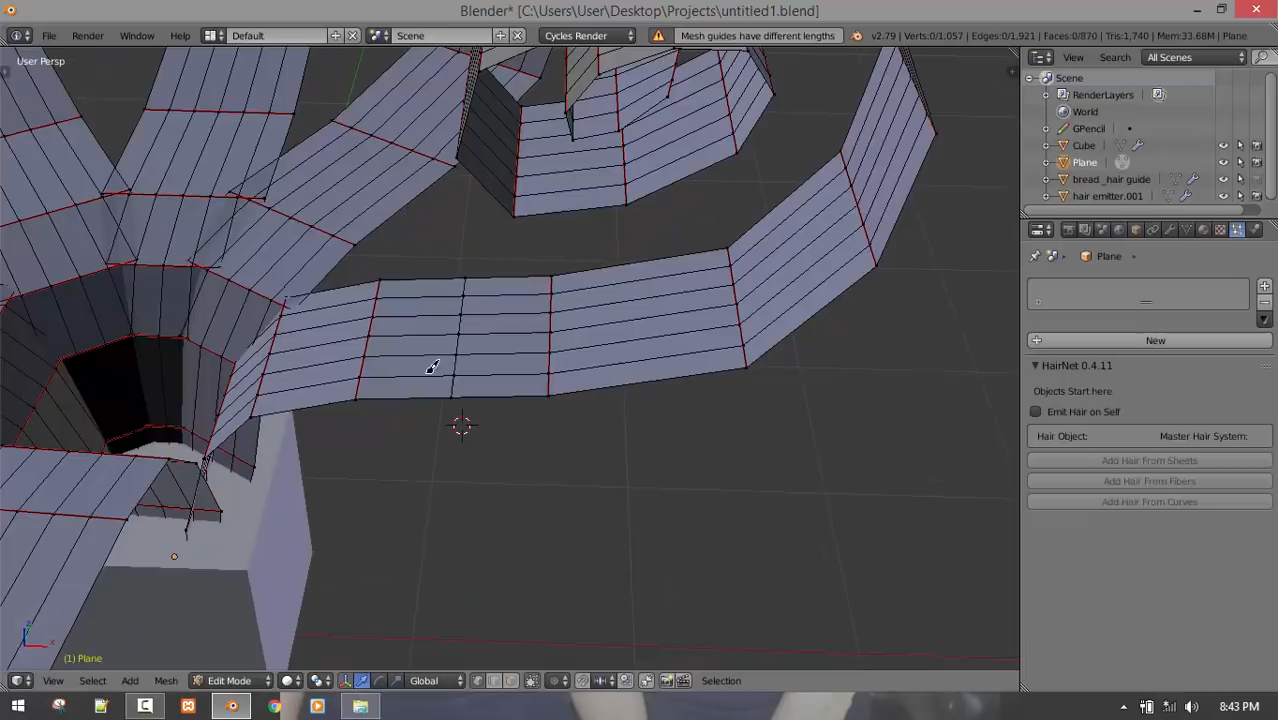 Blender* [C:\Users\User\Desktop\Projects\untitled1.blend]
File Render Window Help Default Scene Cycles Render Mesh guides have different lengths v2.79 | Verts:0/1,057 | Edges:0/1,921 | Faces:0/870 | Tris:1,740 | Mem:33.68M | Plane
User Persp
View Search All Scenes
Scene
RenderLayers
World
GPencil
Cube
Plane
bread _hair guide
hair emitter.001
Plane
New
HairNet 0.4.11
Objects Start here
Emit Hair on Self
Hair Object: Master Hair System:
Add Hair From Sheets
Add Hair From Fibers
Add Hair From Curves
(1) Plane
View Select Add Mesh Edit Mode Global Selection
8:43 PM